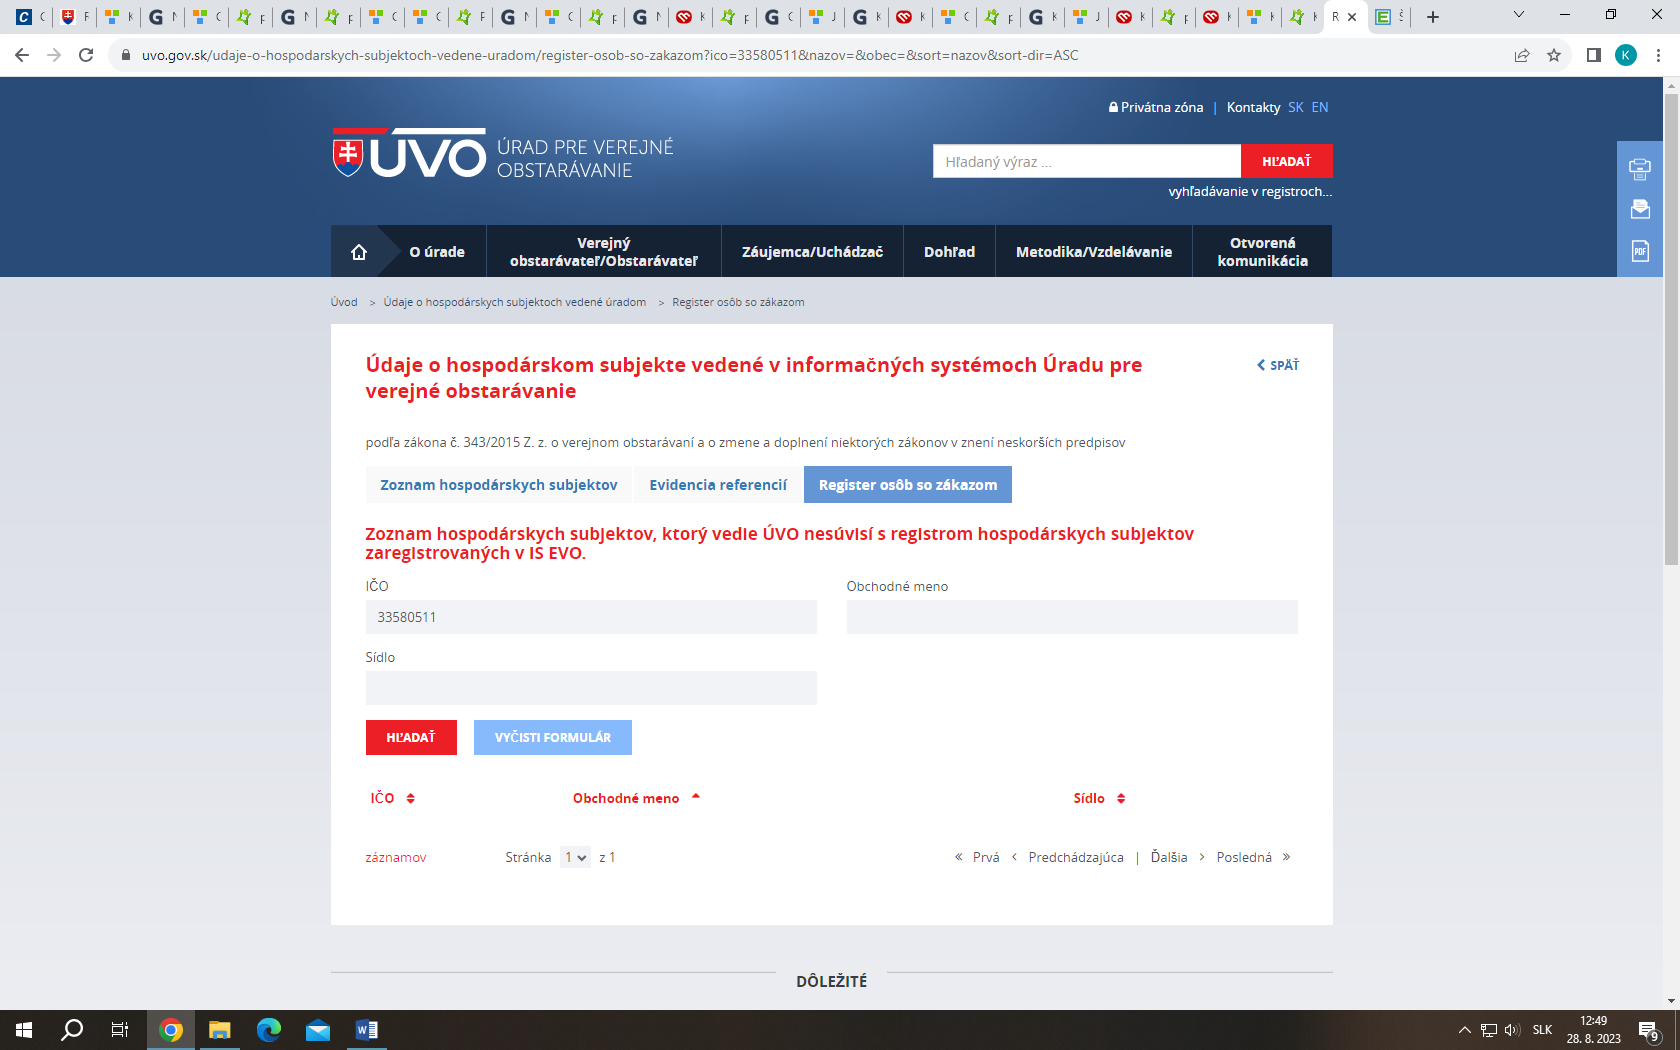 uvo.gov.sk/udaje-o-hospodarskych-subjektoch-vedene-uradom/register-osob-so-zakazom?ico=33580511&nazov=&obec=&sort=nazov&sort-dir=ASC
K
Privátna zóna | Kontakty SK EN
ÚVO ÚRAD PRE VEREJNÉ
OBSTARÁVANIE
Hľadaný výraz ... HĽADAŤ
vyhľadávanie v registroch...
O úrade
Verejný
obstarávateľ/Obstarávateľ
Záujemca/Uchádzač
Dohľad
Metodika/Vzdelávanie
Otvorená
komunikácia
PDF
Úvod > Údaje o hospodárskych subjektoch vedené úradom > Register osôb so zákazom
Údaje o hospodárskom subjekte vedené v informačných systémoch Úradu pre
verejné obstarávanie
SPÄŤ
podľa zákona č. 343/2015 Z. z. o verejnom obstarávaní a o zmene a doplnení niektorých zákonov v znení neskorších predpisov
Zoznam hospodárskych subjektov Evidencia referencií Register osôb so zákazom
Zoznam hospodárskych subjektov, ktorý vedie ÚVO nesúvisí s registrom hospodárskych subjektov
zaregistrovaných v IS EVO.
IČO Obchodné meno
33580511
Sídlo
HĽADAŤ VYČISTI FORMULÁR
IČO Obchodné meno Sídlo
záznamov Stránka 1 z 1 « Prvá ‹ Predchádzajúca | Ďalšia › Posledná »
DÔLEŽITÉ
SLK
12:49
28. 8. 2023
9